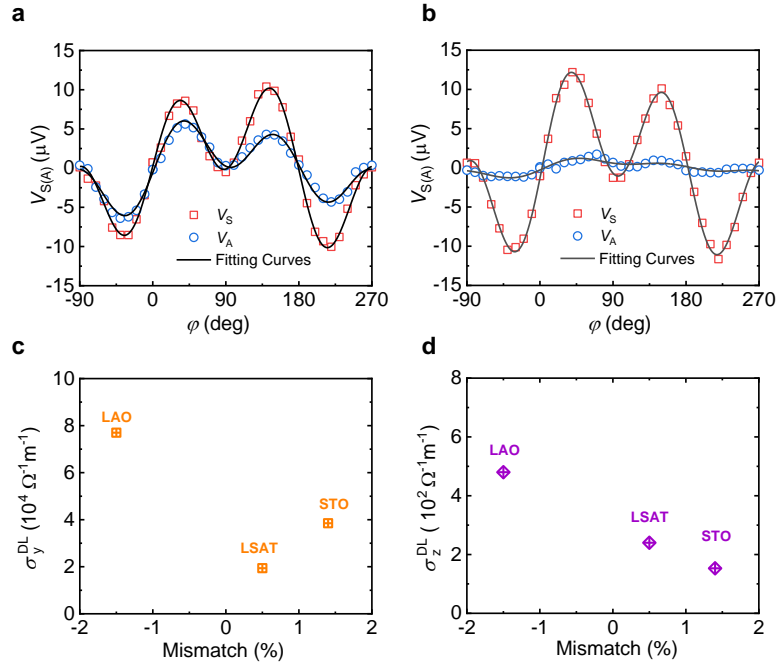 a
V_S(A) (μV)
15
10
5
0
-5
-10
-15
V_S
V_A
Fitting Curves
-90
0
90
180
270
φ (deg)
b
V_S(A) (μV)
15
10
5
0
-5
-10
-15
V_S
V_A
Fitting Curves
-90
0
90
180
270
φ (deg)
c
σ_y^DL (10^4 Ω^-1m^-1)
10
8
6
4
2
0
LAO
LSAT
STO
-2
-1
0
1
2
Mismatch (%)
d
σ_z^DL ( 10^2 Ω^-1m^-1)
8
6
4
2
0
LAO
LSAT
STO
-2
-1
0
1
2
Mismatch (%)